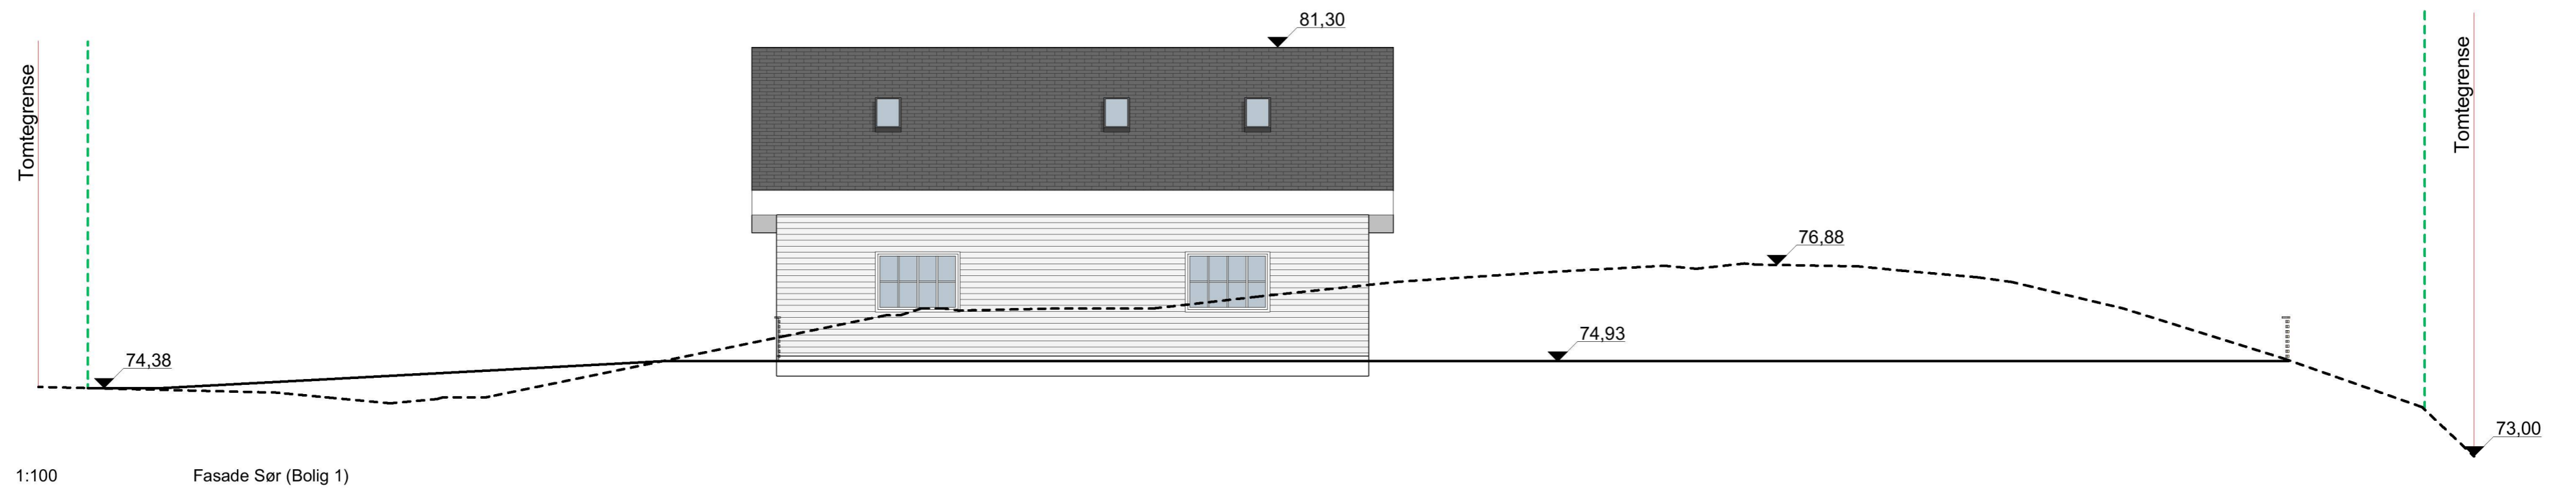 81,30
Tomtegrense
Tomtegrense
76,88
74,93
74,38
73,00
1:100
Fasade Sør (Bolig 1)